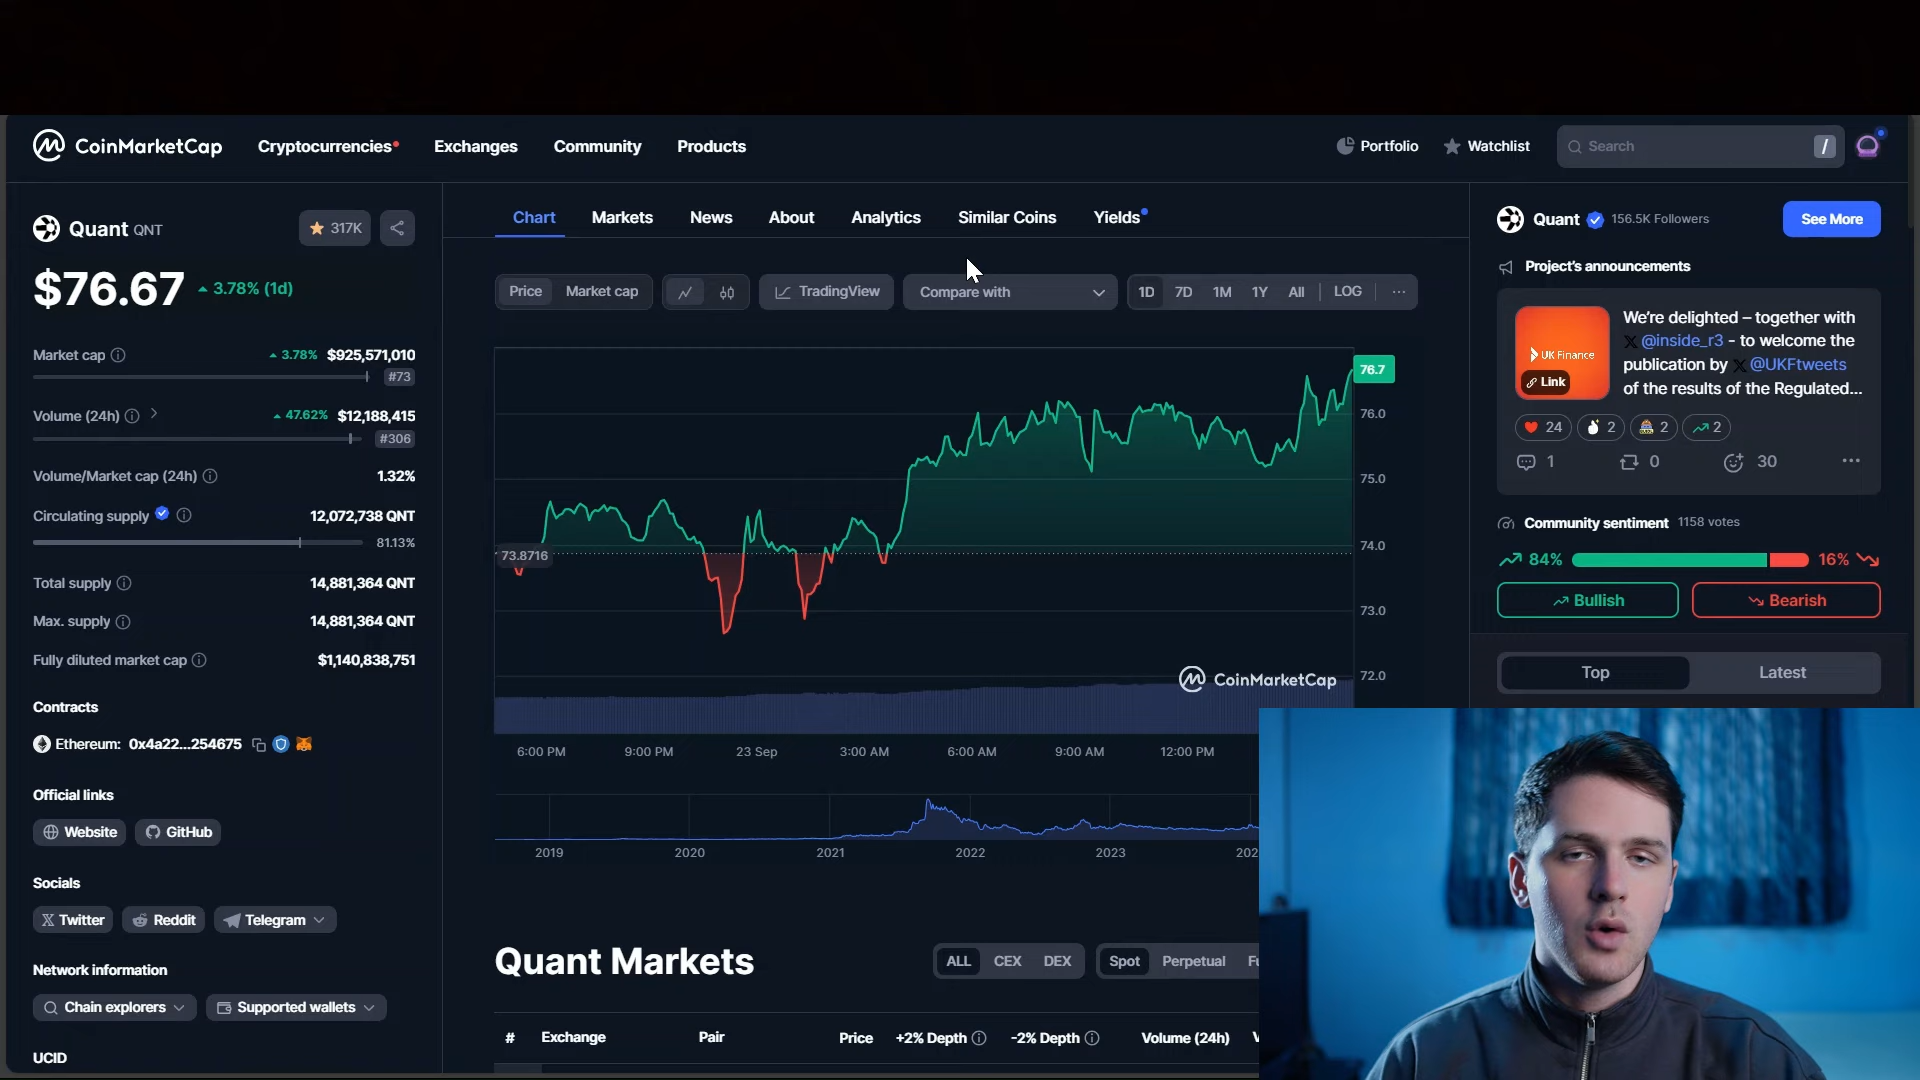 CoinMarketCap
Cryptocurrencies Exchanges Community Products
Portfolio Watchlist Search /
Quant QNT 317K
$76.67 3.78% (1d)
Market cap 3.78% $925,571,010
#73
Volume (24h) 47.62% $12,188,415
#306
Volume/Market cap (24h) 1.32%
Circulating supply 12,072,738 QNT
81.13%
Total supply 14,881,364 QNT
Max. supply 14,881,364 QNT
Fully diluted market cap $1,140,838,751
Contracts
Ethereum: 0x4a22...254675
Official links
Website GitHub
Socials
Twitter Reddit Telegram
Network information
Chain explorers Supported wallets
UCID
Chart Markets News About Analytics Similar Coins Yields
Price Market cap TradingView Compare with 1D 7D 1M 1Y All LOG ...
76.7
76.0
75.0
74.0
73.8716
73.0
72.0
CoinMarketCap
6:00 PM 9:00 PM 23 Sep 3:00 AM 6:00 AM 9:00 AM 12:00 PM
2019 2020 2021 2022 2023 202
Quant Markets
ALL CEX DEX Spot Perpetual Fu
# Exchange Pair Price +2% Depth -2% Depth Volume (24h) V
Quant 156.5K Followers See More
Project's announcements
UK Finance
Link
We're delighted – together with
@inside_r3 - to welcome the
publication by @UKFtweets
of the results of the Regulated...
24 2 2 2
1 0 30 ...
Community sentiment 1158 votes
84% 16%
Bullish Bearish
Top Latest